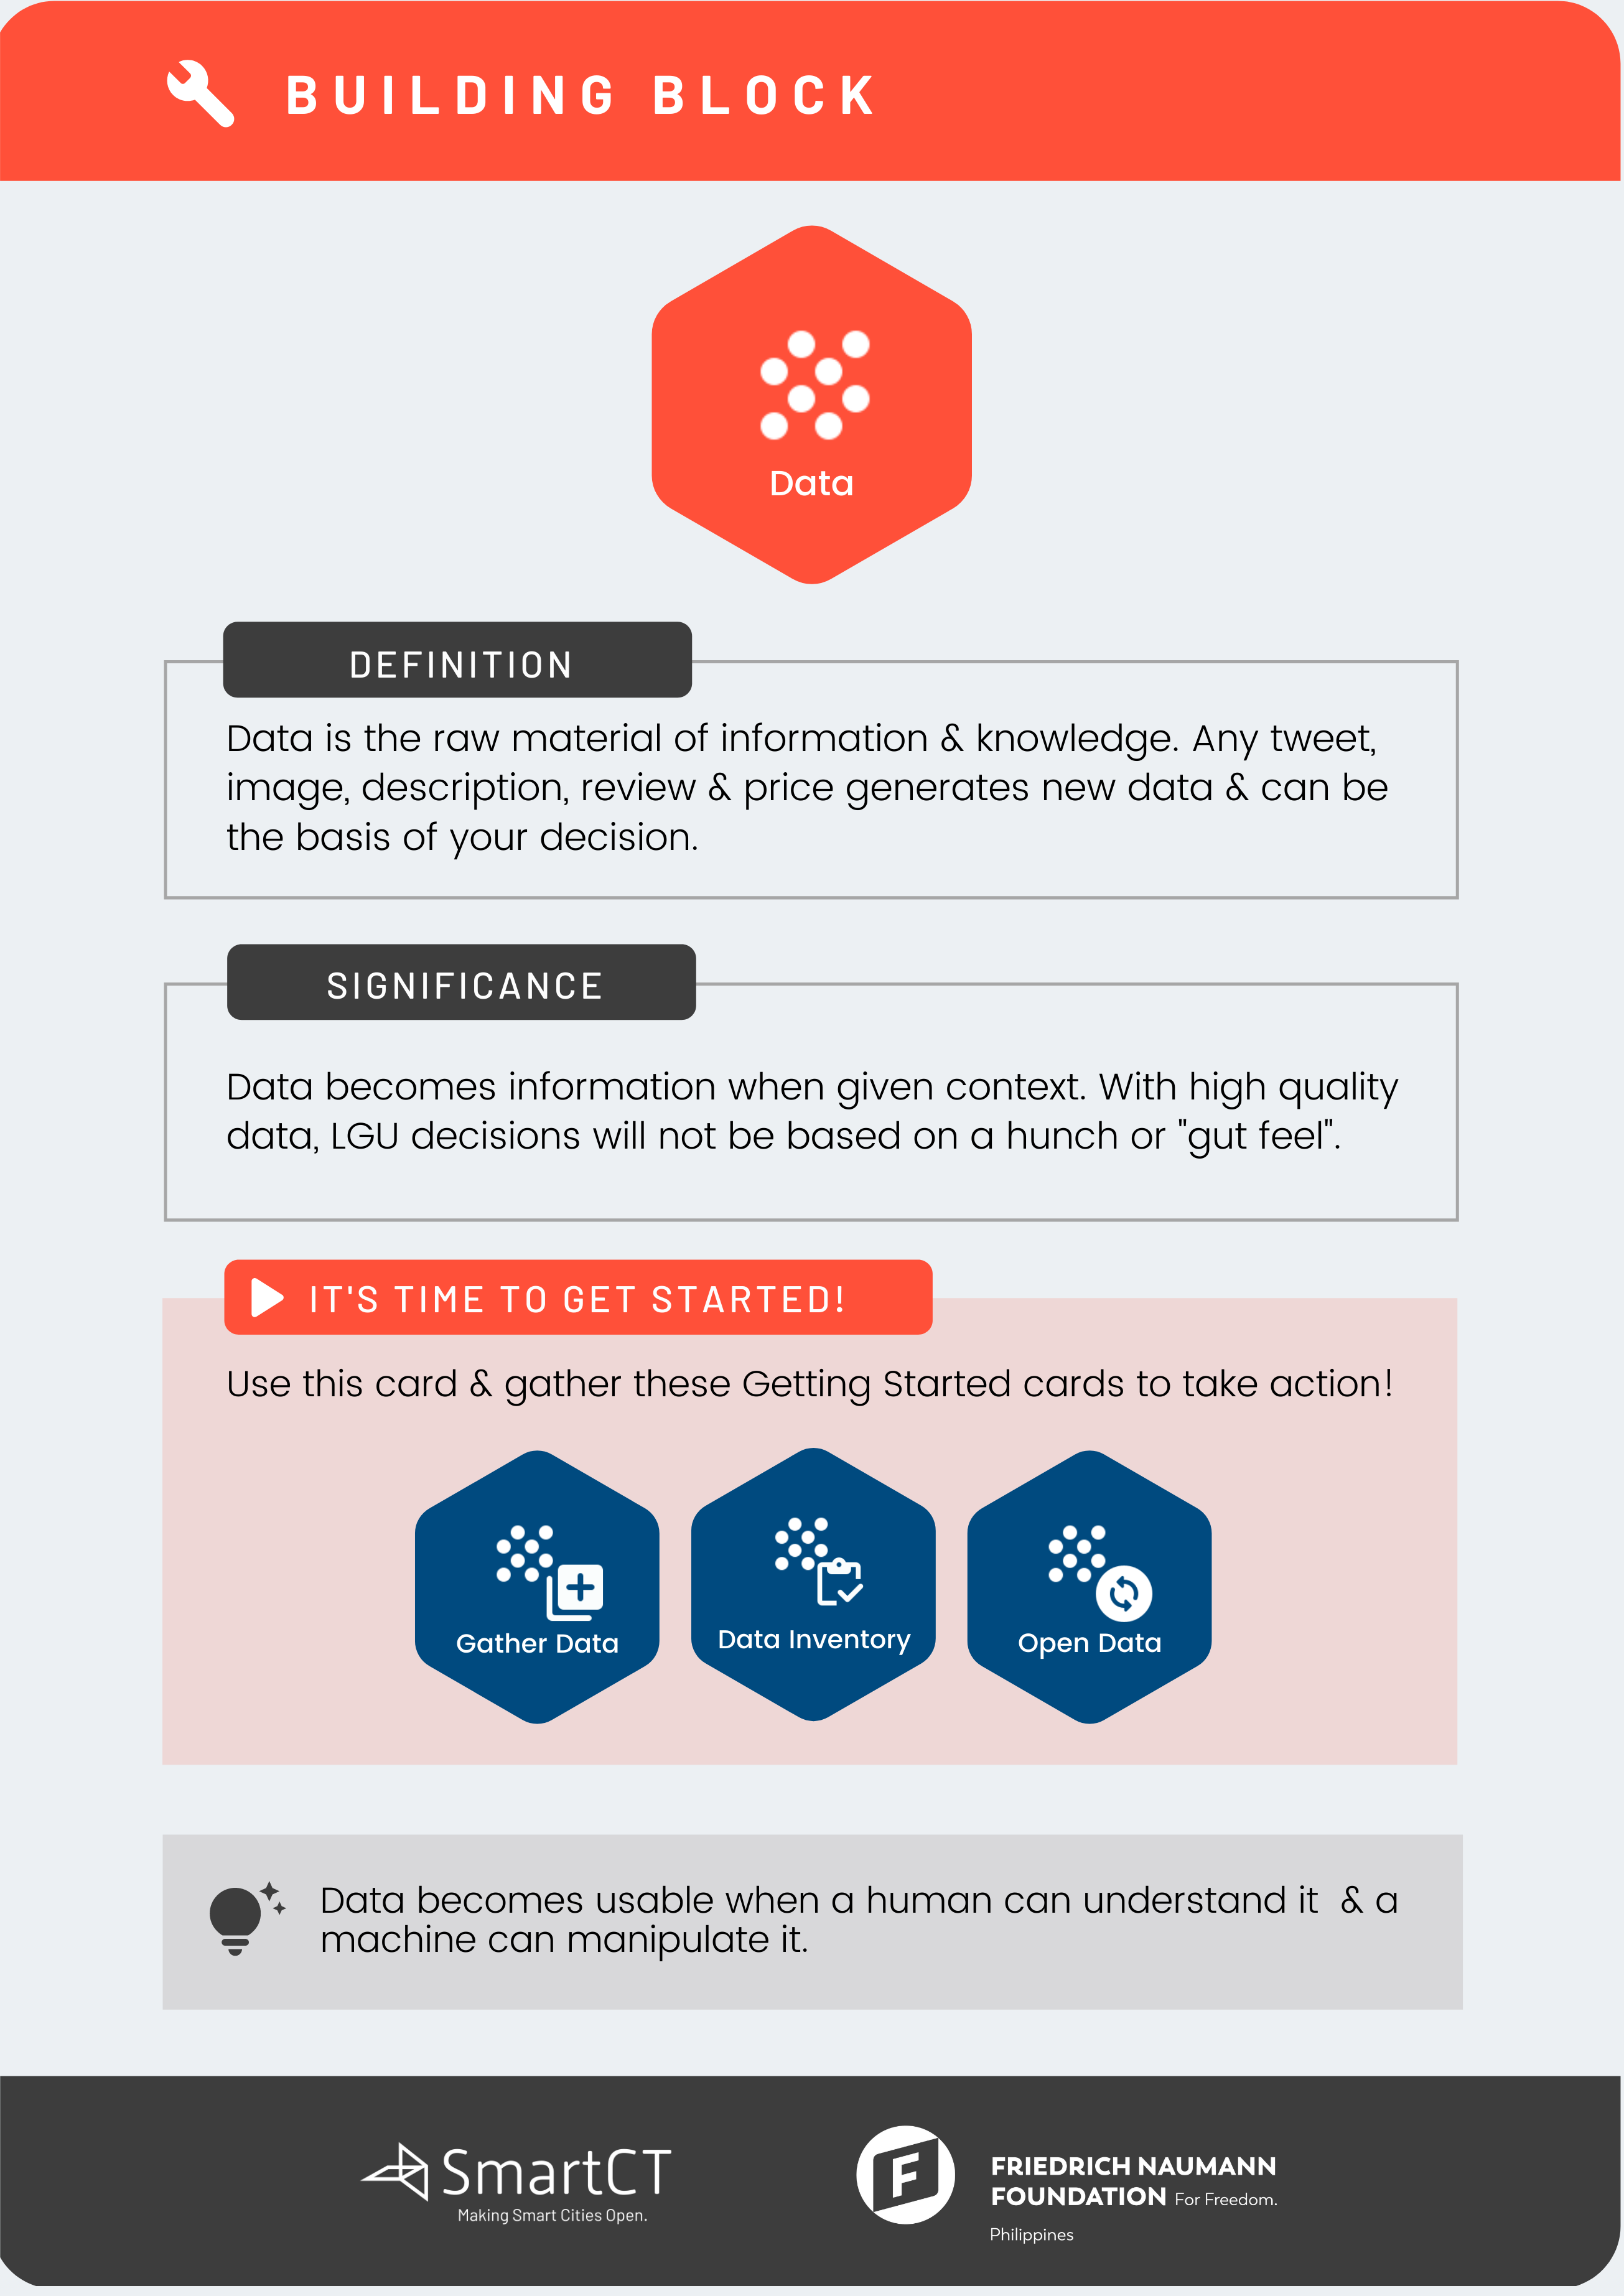 BUILDING BLOCK
Data
DEFINITION
Data is the raw material of information & knowledge. Any tweet,
image, description, review & price generates new data & can be
the basis of your decision.
SIGNIFICANCE
Data becomes information when given context. With high quality
data, LGU decisions will not be based on a hunch or "gut feel".
IT'S TIME TO GET STARTED!
Use this card & gather these Getting Started cards to take action!
Gather Data
Data Inventory
Open Data
Data becomes usable when a human can understand it & a
machine can manipulate it.
SmartCT
Making Smart Cities Open.
F
FRIEDRICH NAUMANN
FOUNDATION For Freedom.
Philippines